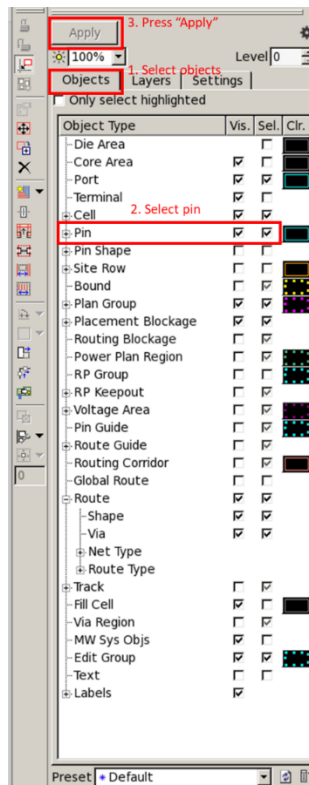 3. Press “Apply”
Apply
100%
Level 0
1. Select objects
Objects Layers Settings
Only select highlighted
Object Type Vis. Sel. Clr.
Die Area
Core Area
Port
Terminal
Cell
2. Select pin
Pin
Pin Shape
Site Row
Bound
Plan Group
Placement Blockage
Routing Blockage
Power Plan Region
RP Group
RP Keepout
Voltage Area
Pin Guide
Route Guide
Routing Corridor
Global Route
0
Route
Shape
Via
Net Type
Route Type
Track
Fill Cell
Via Region
MW Sys Objs
Edit Group
Text
Labels
Preset Default